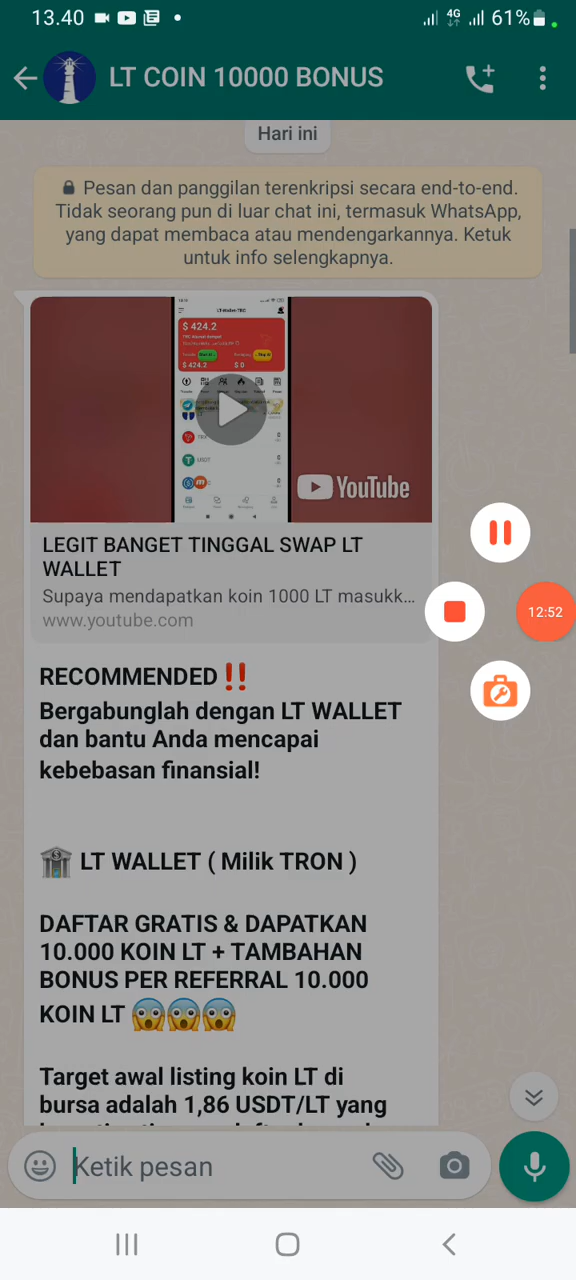 13.40
4G
61%
LT COIN 10000 BONUS
Hari ini
Pesan dan panggilan terenkripsi secara end-to-end.
Tidak seorang pun di luar chat ini, termasuk WhatsApp,
yang dapat membaca atau mendengarkannya. Ketuk
untuk info selengkapnya.
LT Wallet TRC
$ 424.2
$ 424.2
$ 0
USDT
YouTube
LEGIT BANGET TINGGAL SWAP LT
WALLET
Supaya mendapatkan koin 1000 LT masukk...
www.youtube.com
12:52
RECOMMENDED‼️
Bergabunglah dengan LT WALLET
dan bantu Anda mencapai
kebebasan finansial!
🏦 LT WALLET ( Milik TRON )
DAFTAR GRATIS & DAPATKAN
10.000 KOIN LT + TAMBAHAN
BONUS PER REFERRAL 10.000
KOIN LT 😱😱😱
Target awal listing koin LT di
bursa adalah 1,86 USDT/LT yang
Ketik pesan